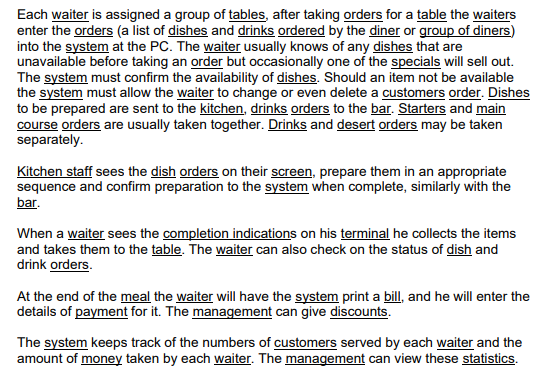 Each waiter is assigned a group of tables, after taking orders for a table the waiters
enter the orders (a list of dishes and drinks ordered by the diner or group of diners)
into the system at the PC. The waiter usually knows of any dishes that are
unavailable before taking an order but occasionally one of the specials will sell out.
The system must confirm the availability of dishes. Should an item not be available
the system must allow the waiter to change or even delete a customers order. Dishes
to be prepared are sent to the kitchen, drinks orders to the bar. Starters and main
course orders are usually taken together. Drinks and desert orders may be taken
separately.
Kitchen staff sees the dish orders on their screen, prepare them in an appropriate
sequence and confirm preparation to the system when complete, similarly with the
bar.
When a waiter sees the completion indications on his terminal he collects the items
and takes them to the table. The waiter can also check on the status of dish and
drink orders.
At the end of the meal the waiter will have the system print a bill, and he will enter the
details of payment for it. The management can give discounts.
The system keeps track of the numbers of customers served by each waiter and the
amount of money taken by each waiter. The management can view these statistics.